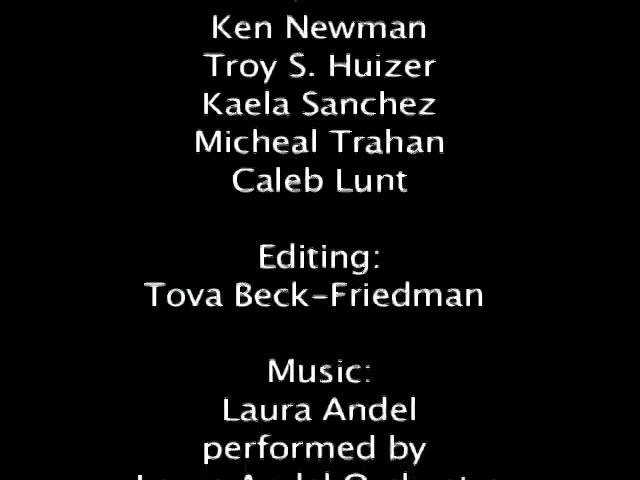 Ken Newman
Troy S. Huizer
Kaela Sanchez
Micheal Trahan
Caleb Lunt
Editing:
Tova Beck-Friedman
Music:
Laura Andel
performed by